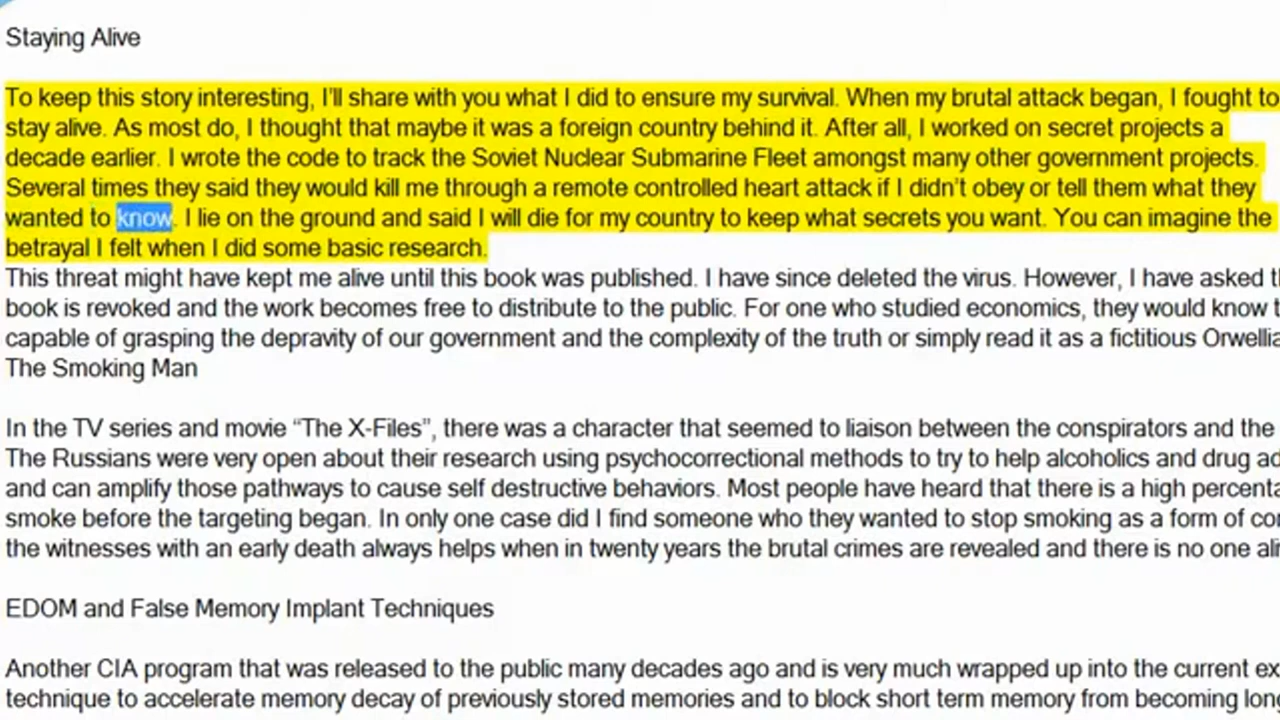 Staying Alive
To keep this story interesting, I'll share with you what I did to ensure my survival. When my brutal attack began, I fought to
stay alive. As most do, I thought that maybe it was a foreign country behind it. After all, I worked on secret projects a
decade earlier. I wrote the code to track the Soviet Nuclear Submarine Fleet amongst many other government projects.
Several times they said they would kill me through a remote controlled heart attack if I didn't obey or tell them what they
wanted to know. I lie on the ground and said I will die for my country to keep what secrets you want. You can imagine the
betrayal I felt when I did some basic research.
This threat might have kept me alive until this book was published. I have since deleted the virus. However, I have asked
book is revoked and the work becomes free to distribute to the public. For one who studied economics, they would know
capable of grasping the depravity of our government and the complexity of the truth or simply read it as a fictitious
The Smoking Man
In the TV series and movie “The X-Files”, there was a character that seemed to liaison between the conspirators and the
The Russians were very open about their research using psychocorrectional methods to try to help alcoholics and drug
and can amplify those pathways to cause self destructive behaviors. Most people have heard that there is a high
smoke before the targeting began. In only one case did I find someone who they wanted to stop smoking as a form of
the witnesses with an early death always helps when in twenty years the brutal crimes are revealed and there is no one
EDOM and False Memory Implant Techniques
Another CIA program that was released to the public many decades ago and is very much wrapped up into the current
technique to accelerate memory decay of previously stored memories and to block short term memory from becoming